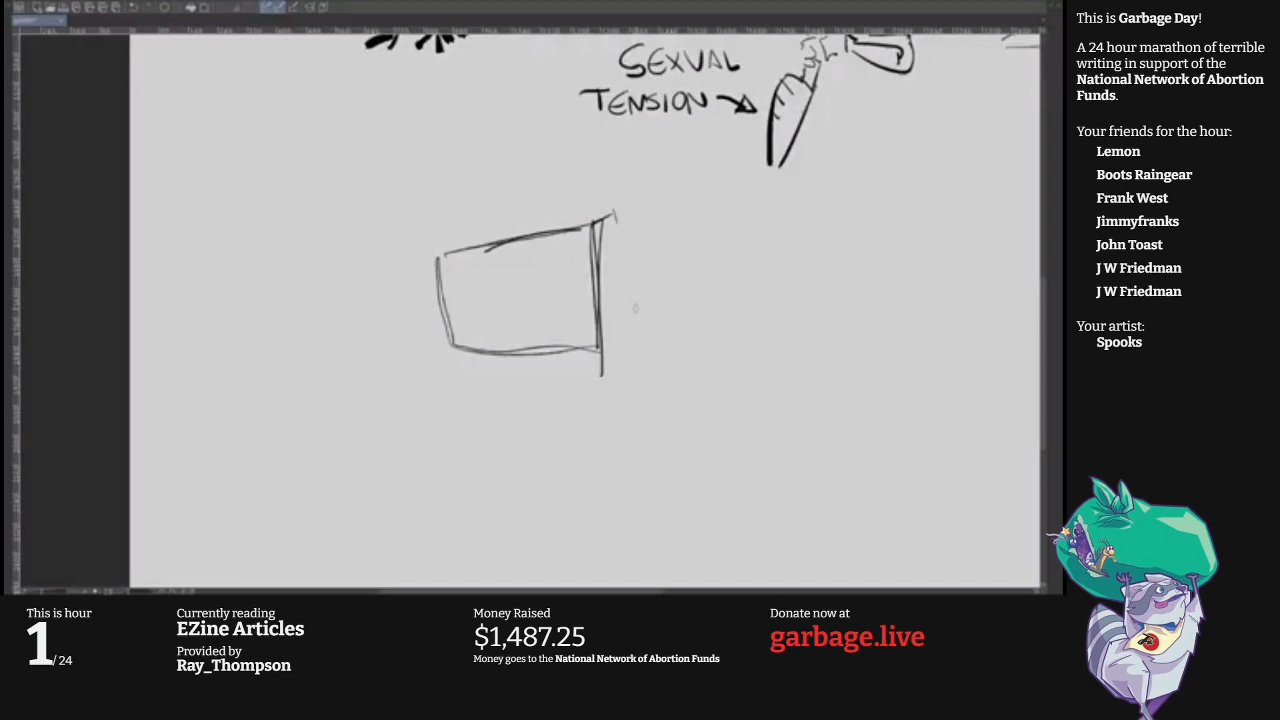 SEXUAL
TENSION
This is Garbage Day!
A 24 hour marathon of terrible
writing in support of the
National Network of Abortion
Funds.
Your friends for the hour:
Lemon
Boots Raingear
Frank West
Jimmyfranks
John Toast
J W Friedman
J W Friedman
Your artist:
Spooks
This is hour
1 / 24
Currently reading
EZine Articles
Provided by
Ray_Thompson
Money Raised
$1,487.25
Money goes to the National Network of Abortion Funds
Donate now at
garbage.live